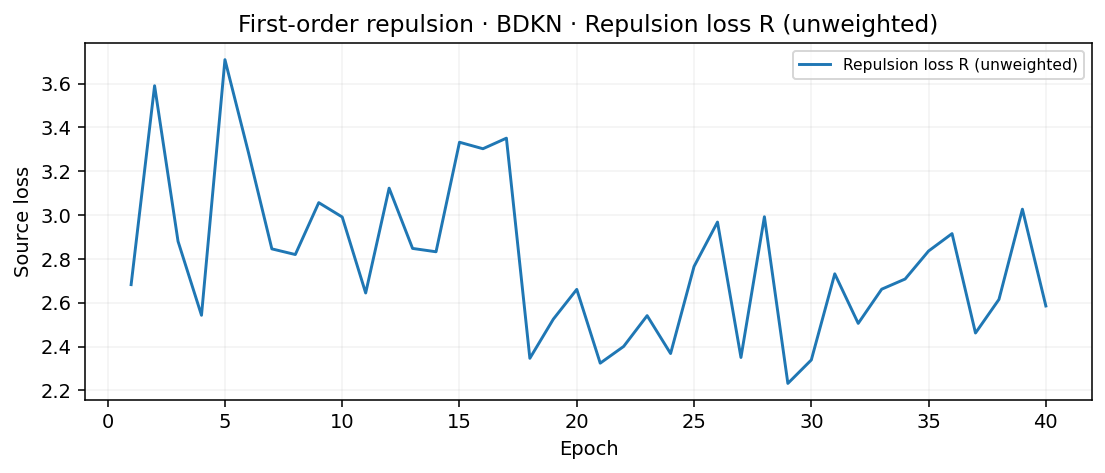 First-order repulsion · BDKN · Repulsion loss R (unweighted)
Repulsion loss R (unweighted)
Source loss
3.6
3.4
3.2
3.0
2.8
2.6
2.4
2.2
0 5 10 15 20 25 30 35 40
Epoch